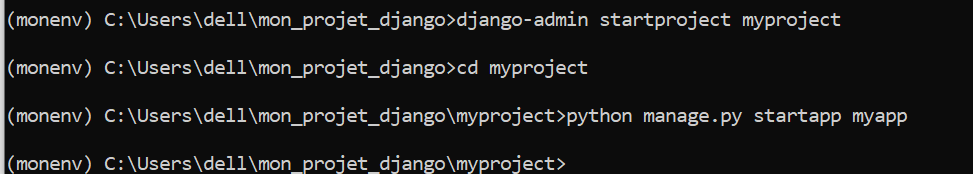 (monenv) C:\Users\dell\mon_projet_django>django-admin startproject myproject
(monenv) C:\Users\dell\mon_projet_django>cd myproject
(monenv) C:\Users\dell\mon_projet_django\myproject>python manage.py startapp myapp
(monenv) C:\Users\dell\mon_projet_django\myproject>